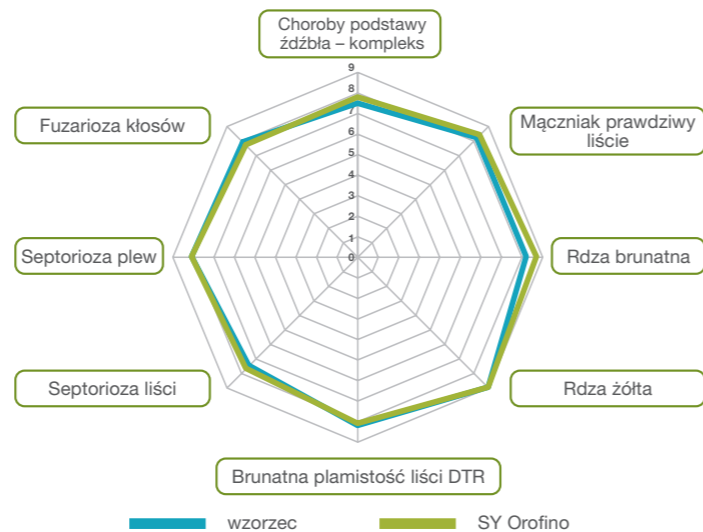 Choroby podstawy
źdźbła – kompleks
Fuzarioza kłosów
Mączniak prawdziwy
liście
9
8
7
6
5
4
3
2
1
0
Septorioza plew
Rdza brunatna
Septorioza liści
Rdza żółta
Brunatna plamistość liści DTR
wzorzec
SY Orofino